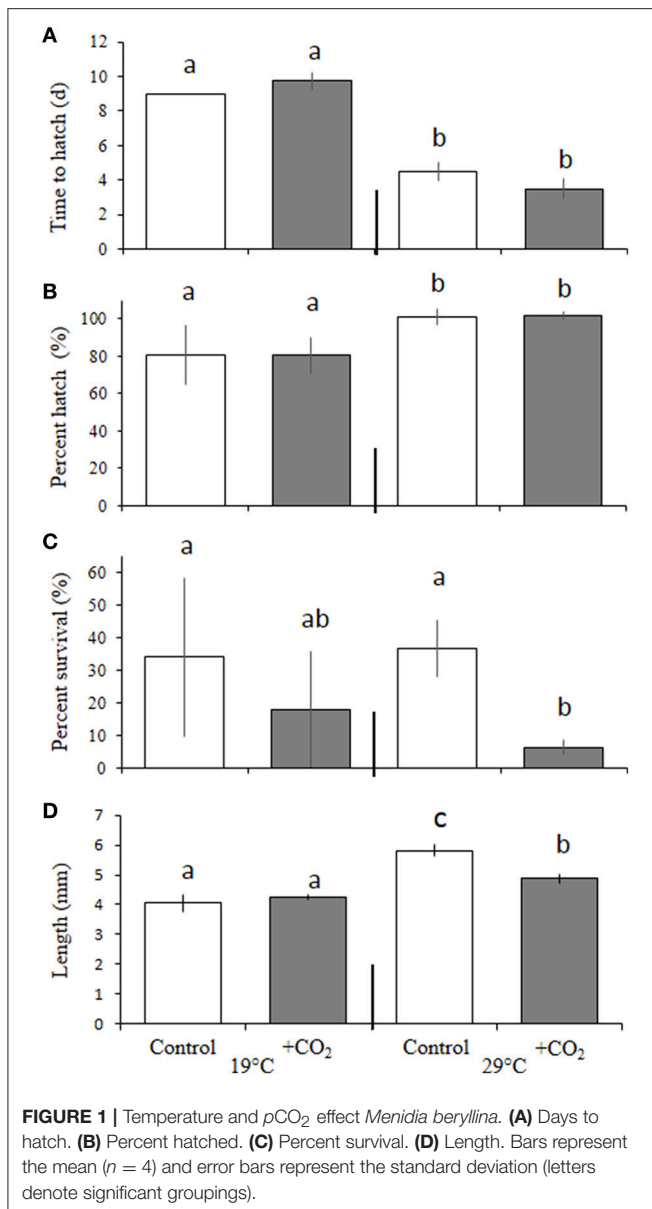 A
Time to hatch (d)
12
10
8
6
4
2
0
a
a
b
b
B
Percent hatch (%)
100
80
60
40
20
0
a
a
b
b
C
Percent survival (%)
60
50
40
30
20
10
0
a
ab
a
b
D
Length (mm)
7
6
5
4
3
2
1
0
a
a
c
b
Control +CO₂ Control +CO₂
19°C 29°C
FIGURE 1 | Temperature and pCO₂ effect Menidia beryllina. (A) Days to
hatch. (B) Percent hatched. (C) Percent survival. (D) Length. Bars represent
the mean (n = 4) and error bars represent the standard deviation (letters
denote significant groupings).